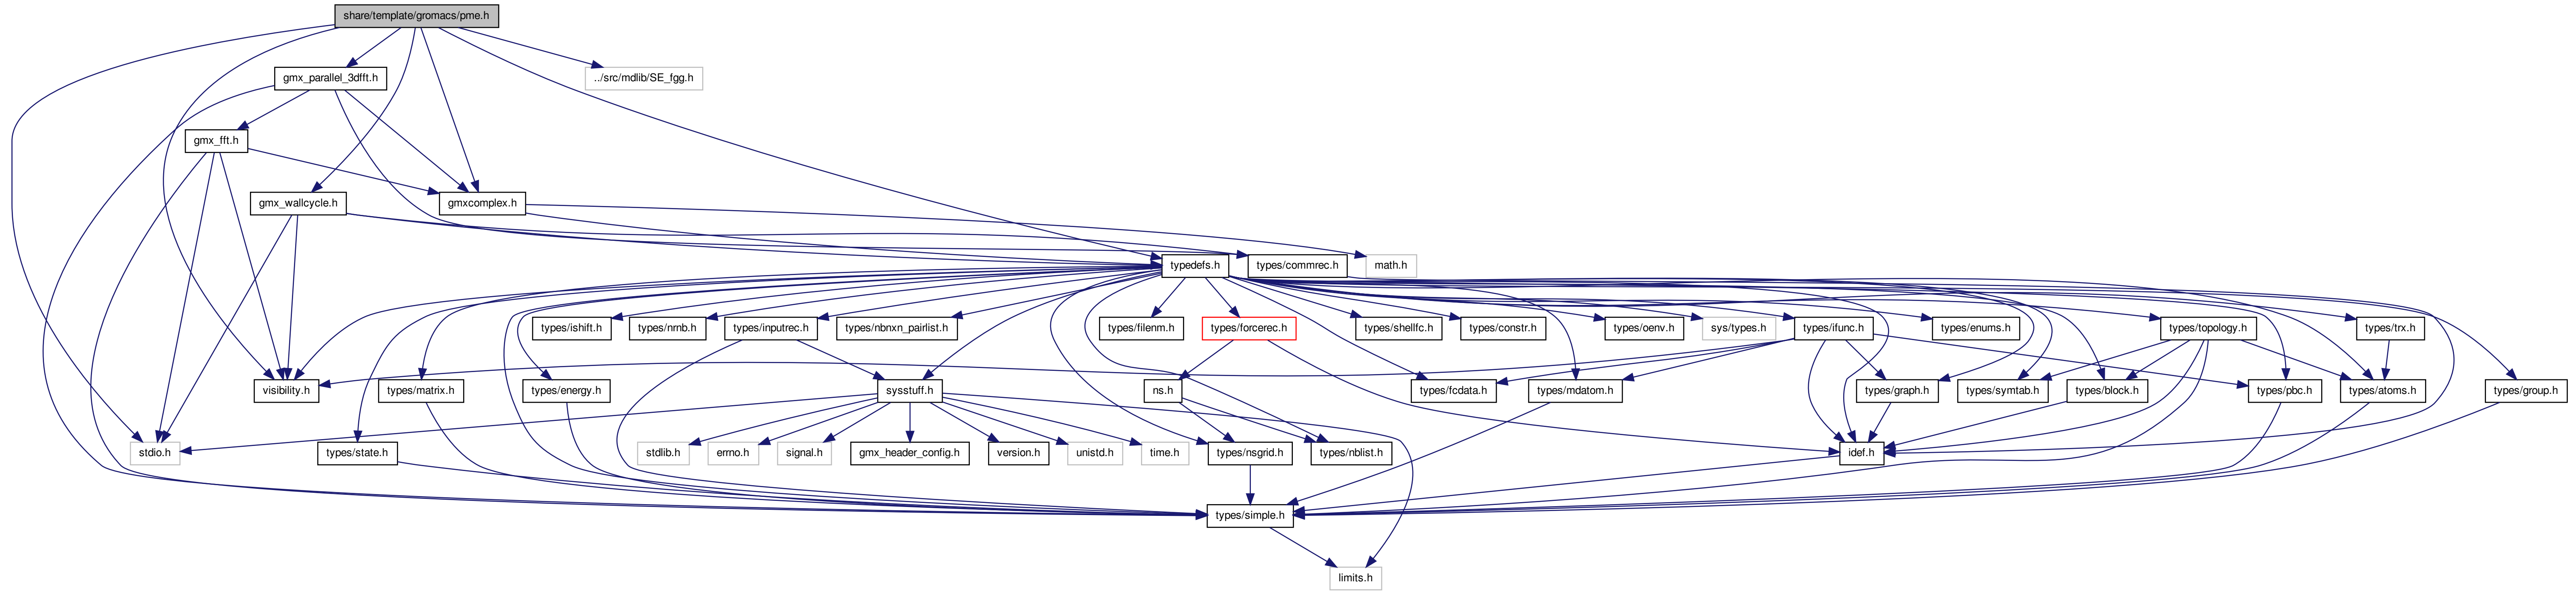 share/template/gromacs/pme.h
gmx_parallel_3dfft.h
../src/mdlib/SE_fgg.h
gmx_fft.h
gmx_wallcycle.h
gmxcomplex.h
typedefs.h
types/commrec.h
math.h
types/ishift.h
types/nrnb.h
types/inputrec.h
types/nbnxn_pairlist.h
types/filenm.h
types/forcerec.h
types/shellfc.h
types/constr.h
types/oenv.h
sys/types.h
types/ifunc.h
types/enums.h
types/topology.h
types/trx.h
visibility.h
types/matrix.h
types/energy.h
sysstuff.h
ns.h
types/fcdata.h
types/mdatom.h
types/graph.h
types/symtab.h
types/block.h
types/pbc.h
types/atoms.h
types/group.h
stdio.h
types/state.h
stdlib.h
errno.h
signal.h
gmx_header_config.h
version.h
unistd.h
time.h
types/nsgrid.h
types/nblist.h
idef.h
types/simple.h
limits.h